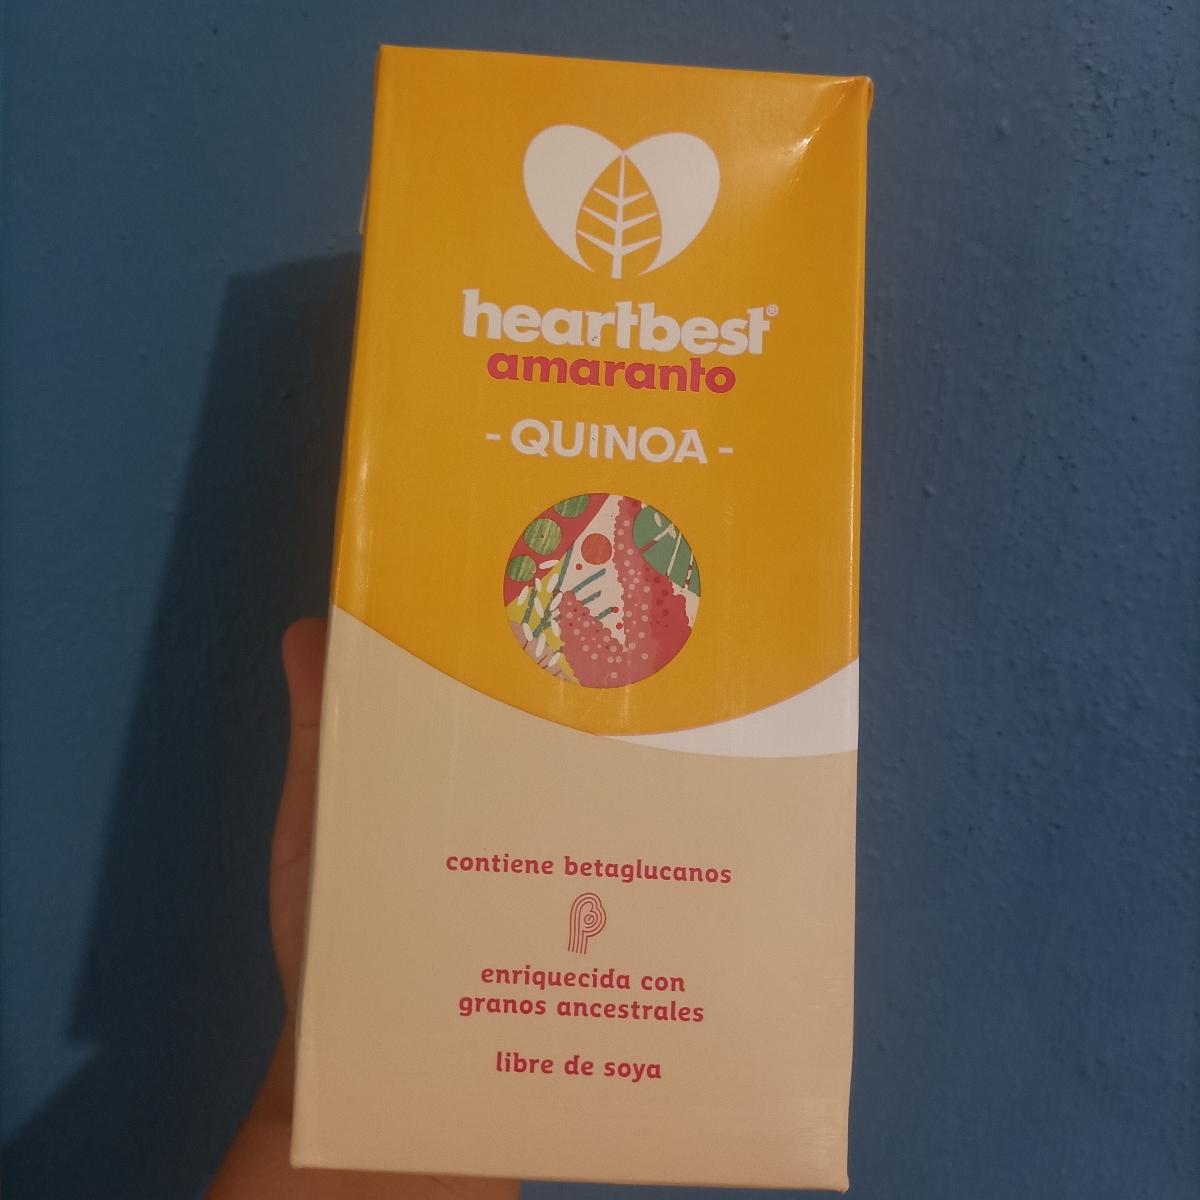 heartbest®
amaranto
- QUINOA -
contiene betaglucanos
β
enriquecida con
granos ancestrales
libre de soya